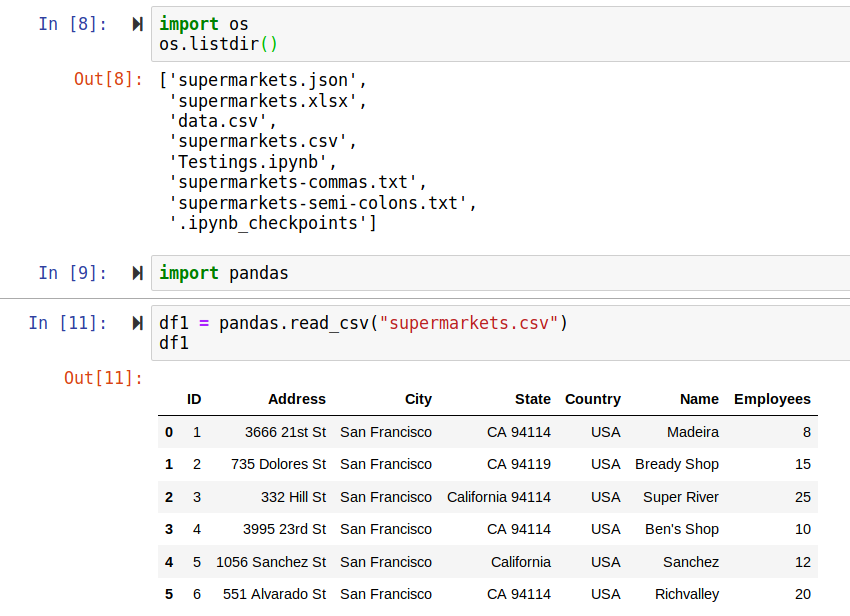 In [8]: import os
os.listdir()
Out[8]: ['supermarkets.json',
'supermarkets.xlsx',
'data.csv',
'supermarkets.csv',
'Testings.ipynb',
'supermarkets-commas.txt',
'supermarkets-semi-colons.txt',
'.ipynb_checkpoints']
In [9]: import pandas
In [11]: df1 = pandas.read_csv("supermarkets.csv")
df1
Out[11]:
ID Address City State Country Name Employees
0 1 3666 21st St San Francisco CA 94114 USA Madeira 8
1 2 735 Dolores St San Francisco CA 94119 USA Bready Shop 15
2 3 332 Hill St San Francisco California 94114 USA Super River 25
3 4 3995 23rd St San Francisco CA 94114 USA Ben's Shop 10
4 5 1056 Sanchez St San Francisco California USA Sanchez 12
5 6 551 Alvarado St San Francisco CA 94114 USA Richvalley 20